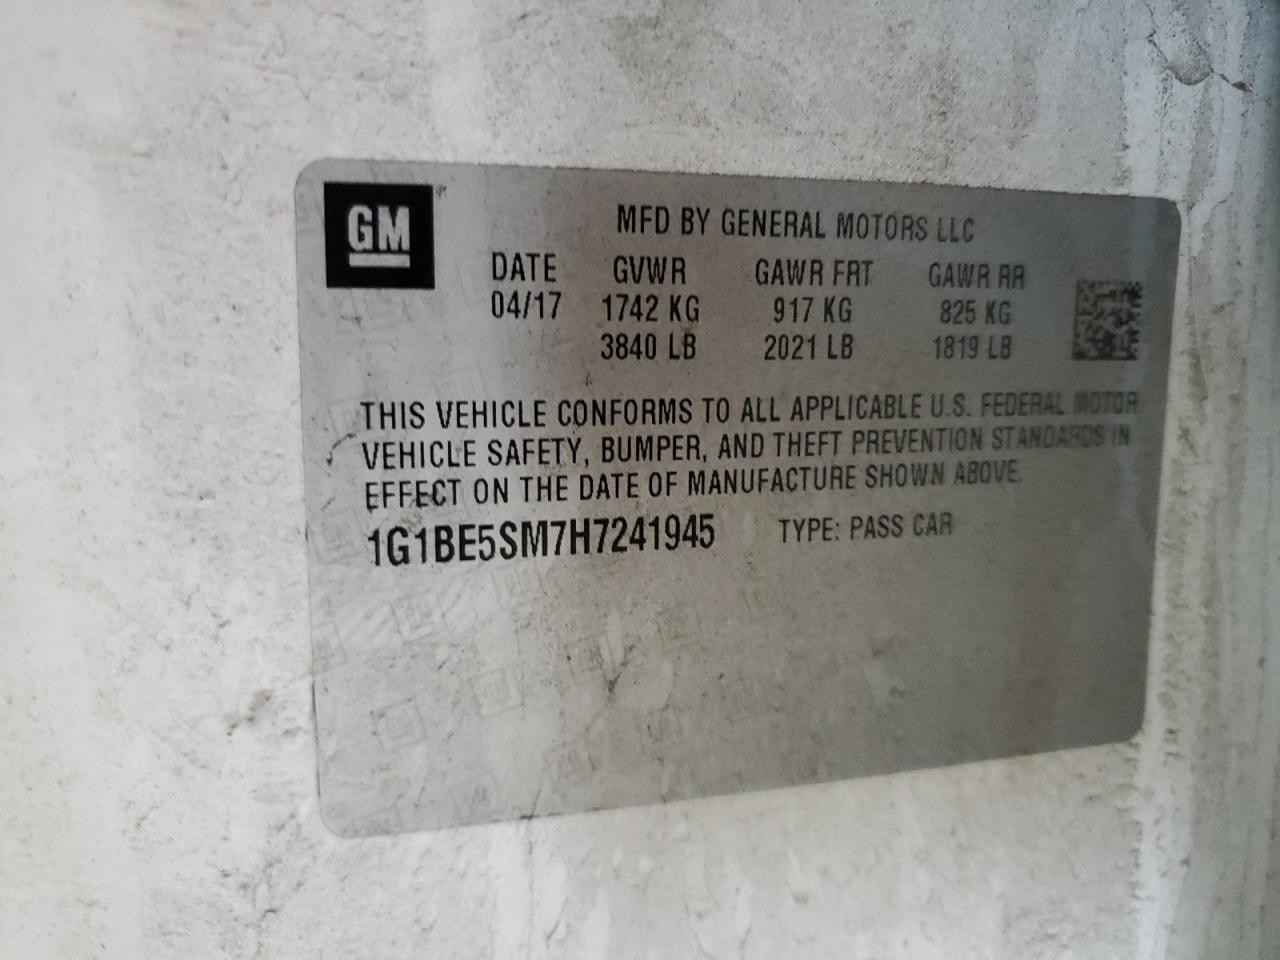 GM
MFD BY GENERAL MOTORS LLC
DATE GVWR GAWR FRT GAWR RR
04/17 1742 KG 917 KG 825 KG
3840 LB 2021 LB 1819 LB
THIS VEHICLE CONFORMS TO ALL APPLICABLE U.S. FEDERAL MOTOR
VEHICLE SAFETY, BUMPER, AND THEFT PREVENTION STANDARDS IN
EFFECT ON THE DATE OF MANUFACTURE SHOWN ABOVE.
1G1BE5SM7H7241945 TYPE: PASS CAR